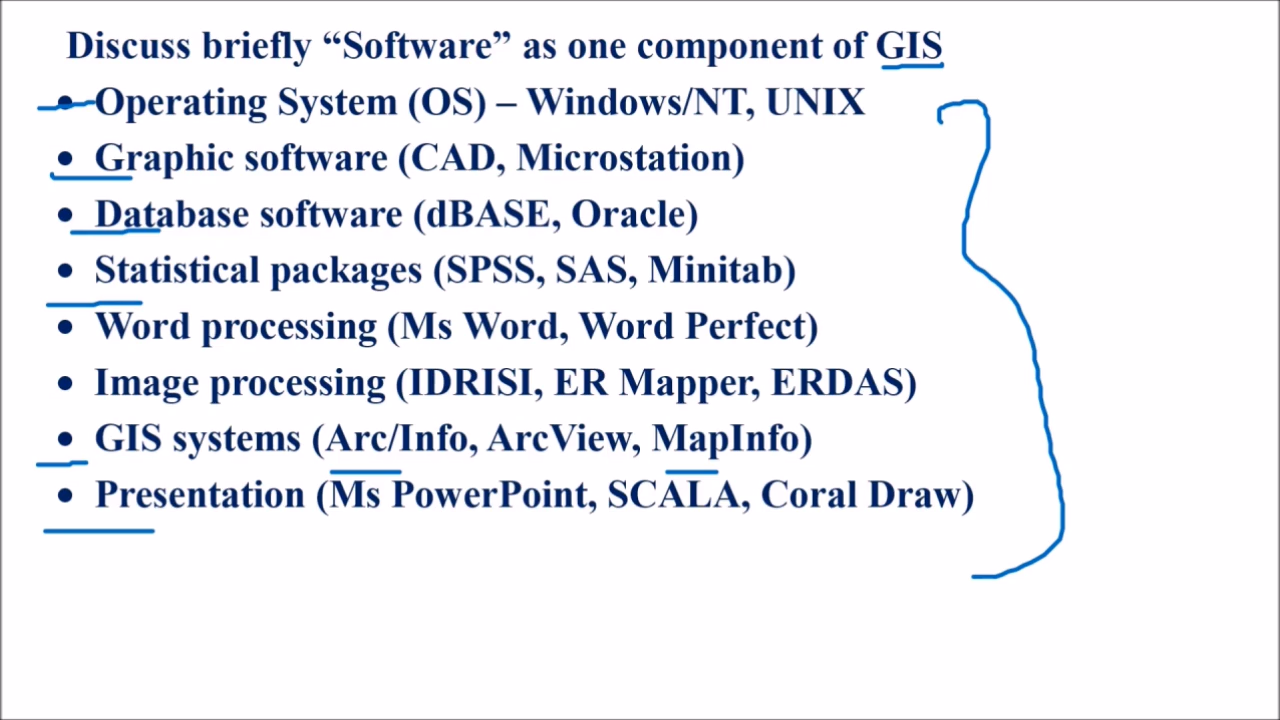 Discuss briefly “Software” as one component of GIS
• Operating System (OS) – Windows/NT, UNIX
• Graphic software (CAD, Microstation)
• Database software (dBASE, Oracle)
• Statistical packages (SPSS, SAS, Minitab)
• Word processing (Ms Word, Word Perfect)
• Image processing (IDRISI, ER Mapper, ERDAS)
• GIS systems (Arc/Info, ArcView, MapInfo)
• Presentation (Ms PowerPoint, SCALA, Coral Draw)